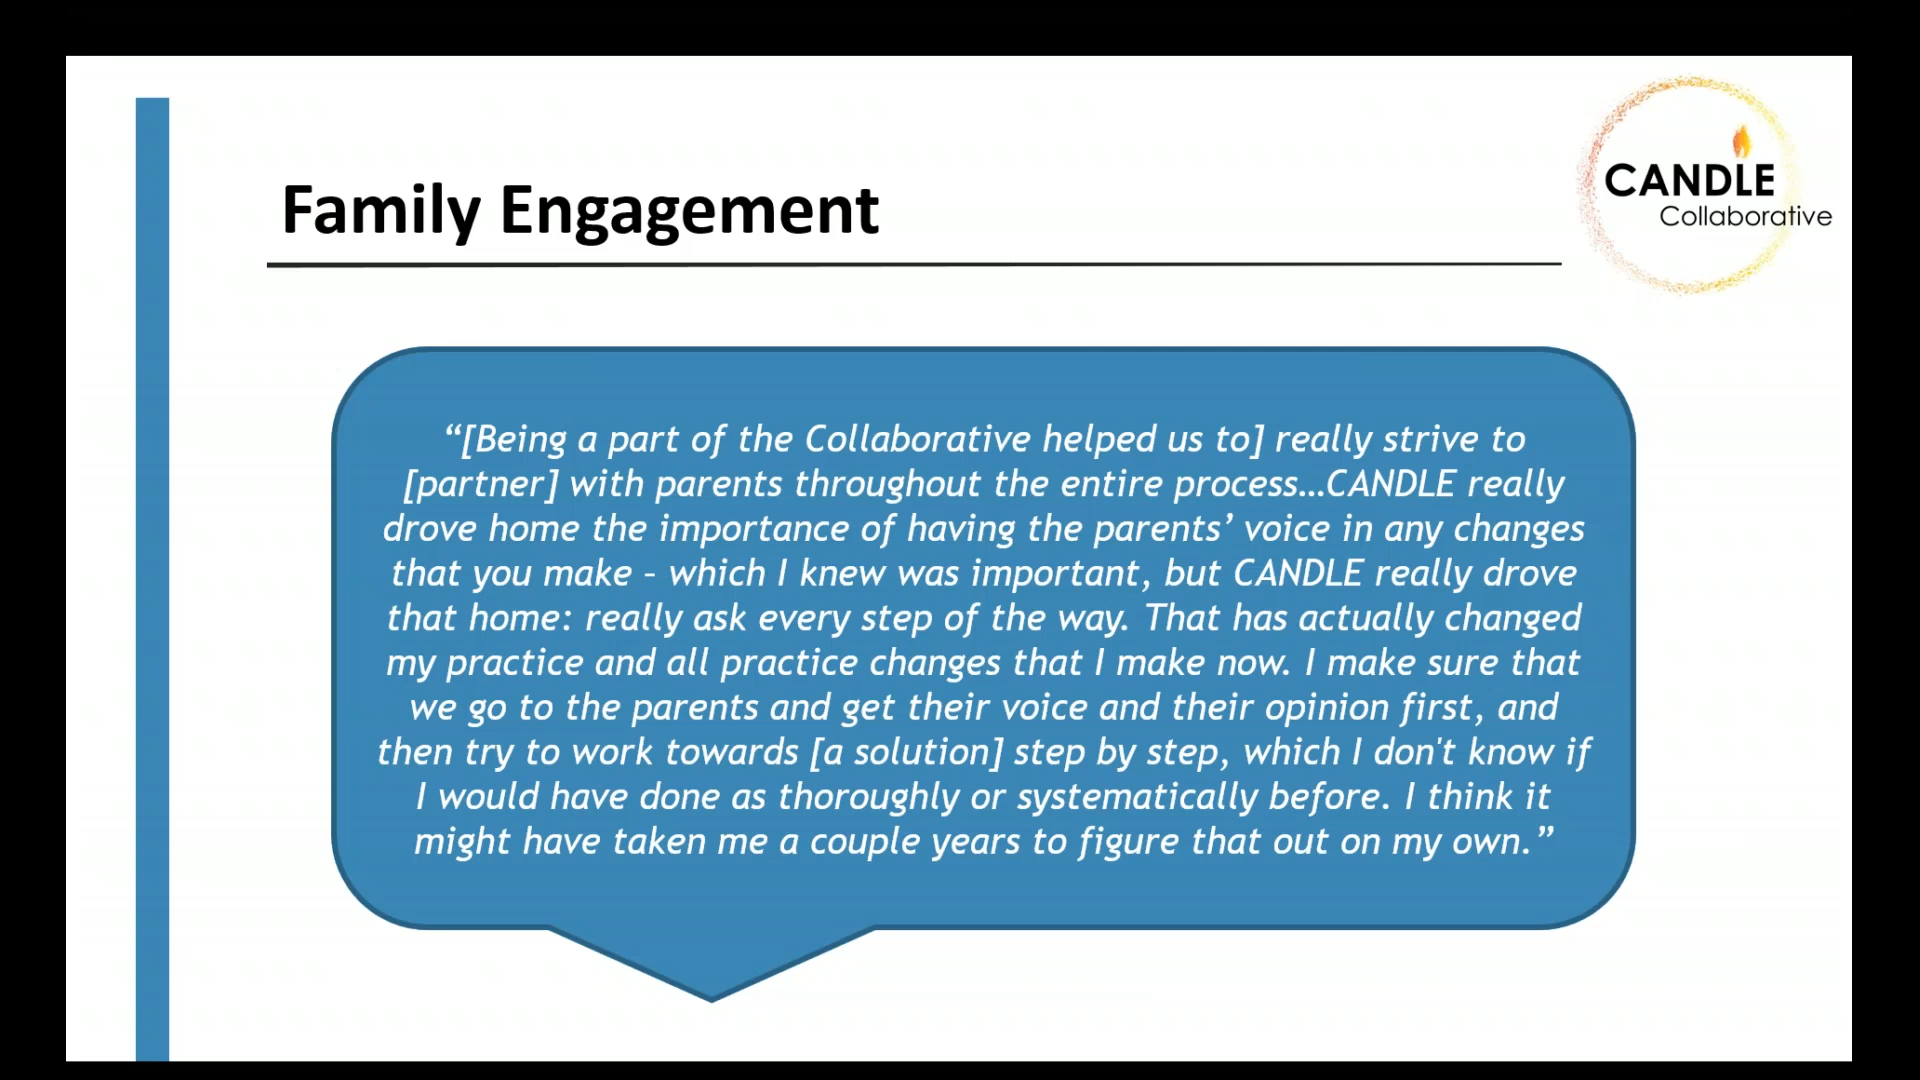 CANDLE
Collaborative
Family Engagement
“[Being a part of the Collaborative helped us to] really strive to
[partner] with parents throughout the entire process…CANDLE really
drove home the importance of having the parents’ voice in any changes
that you make – which I knew was important, but CANDLE really drove
that home: really ask every step of the way. That has actually changed
my practice and all practice changes that I make now. I make sure that
we go to the parents and get their voice and their opinion first, and
then try to work towards [a solution] step by step, which I don't know if
I would have done as thoroughly or systematically before. I think it
might have taken me a couple years to figure that out on my own.”